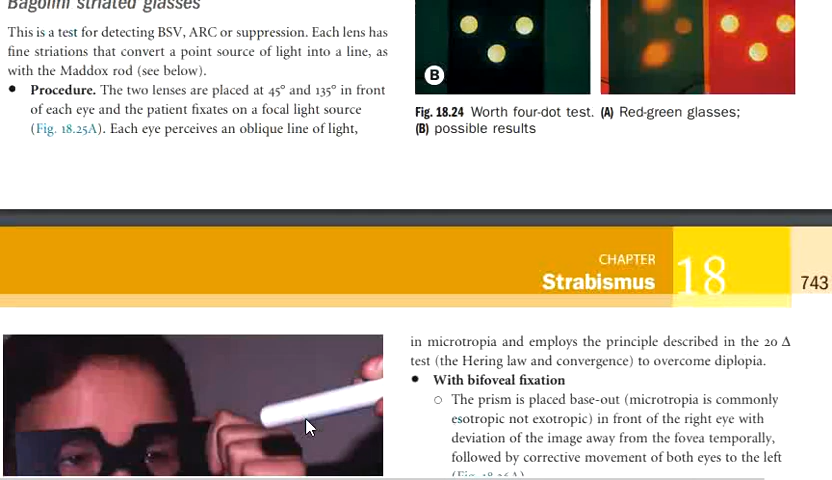 Bagolini striated glasses
This is a test for detecting BSV, ARC or suppression. Each lens has
fine striations that convert a point source of light into a line, as
with the Maddox rod (see below).
• Procedure. The two lenses are placed at 45° and 135° in front
of each eye and the patient fixates on a focal light source
(Fig. 18.25A). Each eye perceives an oblique line of light,
B
Fig. 18.24 Worth four-dot test. (A) Red-green glasses;
(B) possible results
CHAPTER
Strabismus 18
743
in microtropia and employs the principle described in the 20 Δ
test (the Hering law and convergence) to overcome diplopia.
• With bifoveal fixation
○ The prism is placed base-out (microtropia is commonly
esotropic not exotropic) in front of the right eye with
deviation of the image away from the fovea temporally,
followed by corrective movement of both eyes to the left
(Fig. 18.26A)